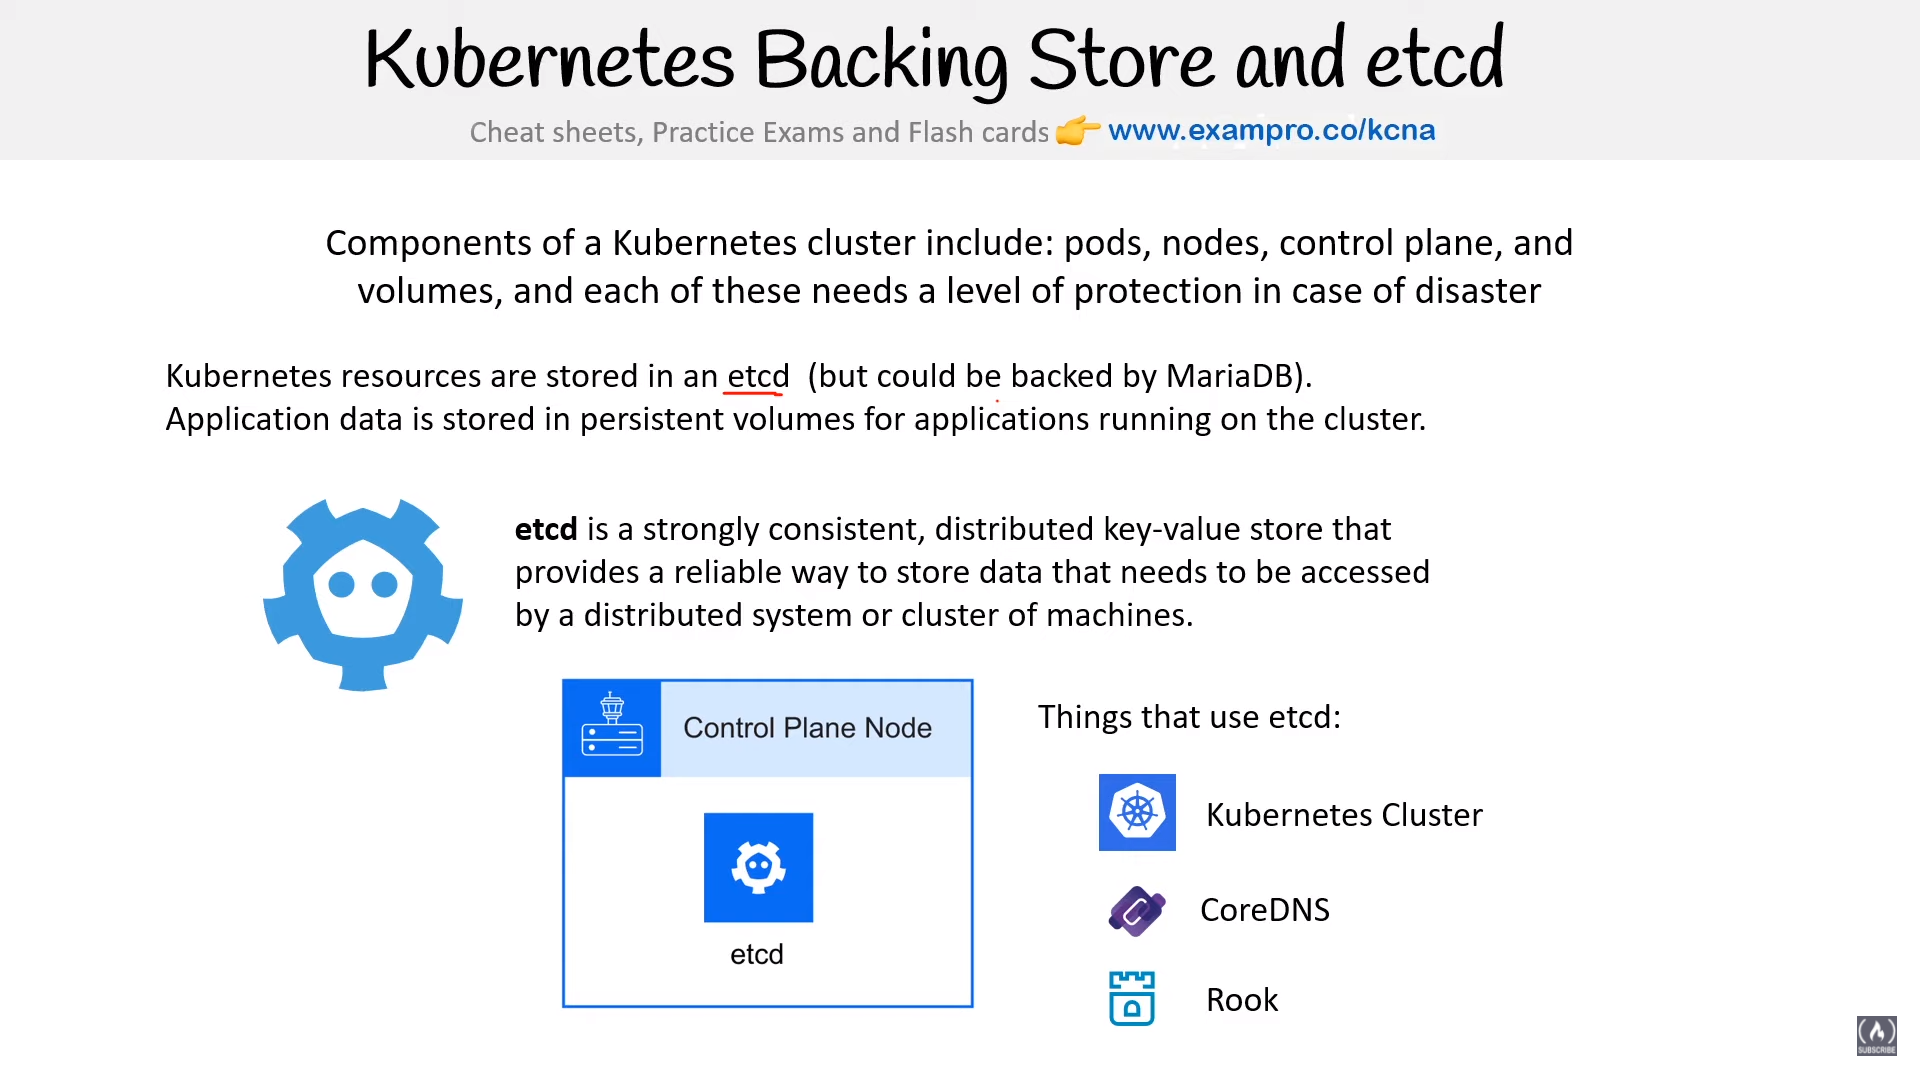 Kubernetes Backing Store and etcd
Cheat sheets, Practice Exams and Flash cards 👉 www.exampro.co/kcna
Components of a Kubernetes cluster include: pods, nodes, control plane, and
volumes, and each of these needs a level of protection in case of disaster
Kubernetes resources are stored in an etcd (but could be backed by MariaDB).
Application data is stored in persistent volumes for applications running on the cluster.
etcd is a strongly consistent, distributed key-value store that
provides a reliable way to store data that needs to be accessed
by a distributed system or cluster of machines.
Control Plane Node
etcd
Things that use etcd:
Kubernetes Cluster
CoreDNS
Rook
SUBSCRIBE